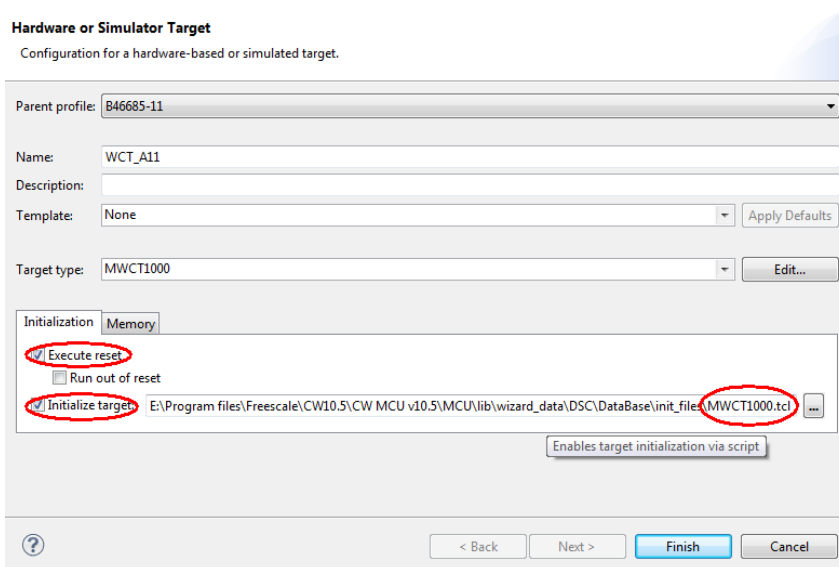 Hardware or Simulator Target
Configuration for a hardware-based or simulated target.
Parent profile: B46685-11
Name: WCT_A11
Description:
Template: None Apply Defaults
Target type: MWCT1000 Edit...
Initialization Memory
Execute reset
Run out of reset
Initialize target: E:\Program files\Freescale\CW10.5\CW MCU v10.5\MCU\lib\wizard_data\DSC\DataBase\init_files\MWCT1000.tcl ...
Enables target initialization via script
? < Back Next > Finish Cancel